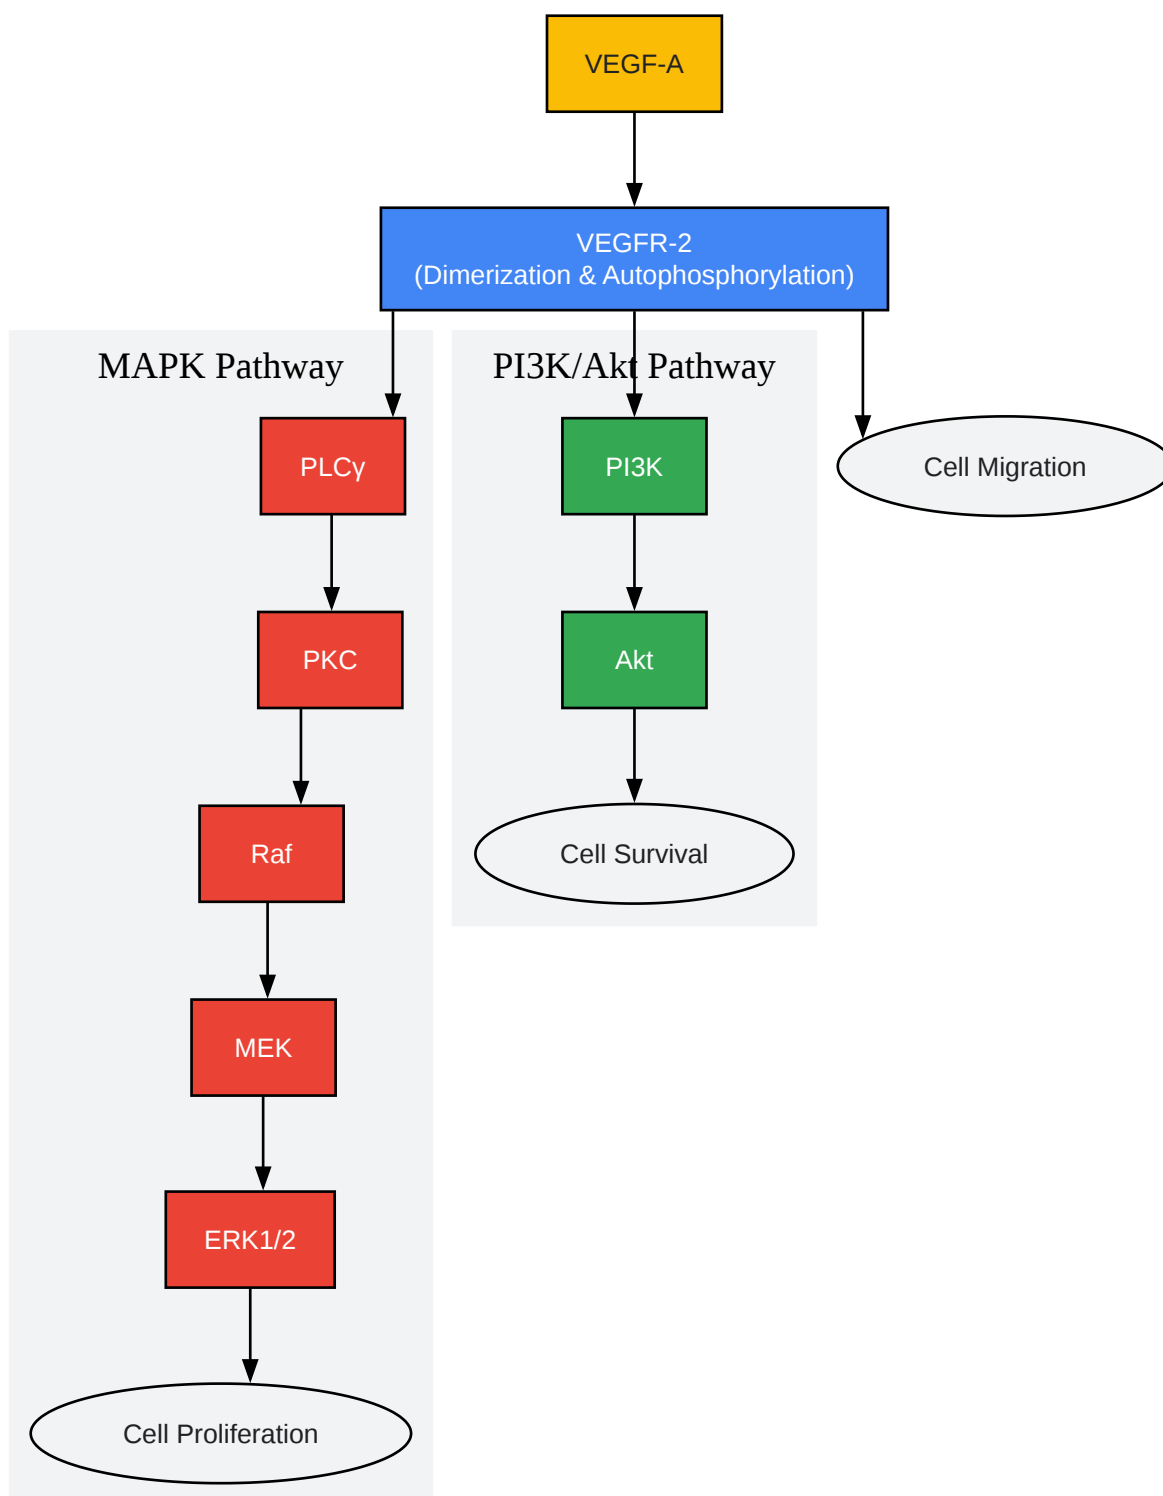 VEGF-A
VEGFR-2
(Dimerization & Autophosphorylation)
MAPK Pathway
PI3K/Akt Pathway
PLCγ
PI3K
Cell Migration
PKC
Akt
Raf
Cell Survival
MEK
ERK1/2
Cell Proliferation